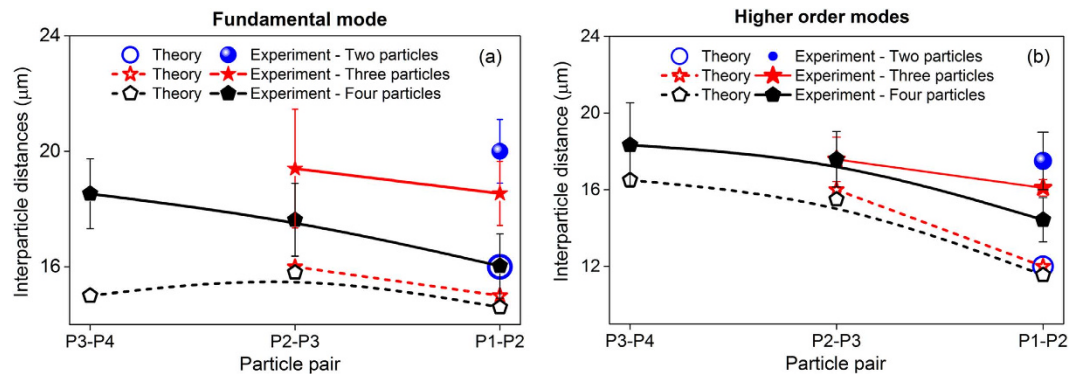 Fundamental mode
24
20
16
Interparticle distances (μm)
Theory Experiment - Two particles (a)
Theory Experiment - Three particles
Theory Experiment - Four particles
P3-P4 P2-P3 P1-P2
Particle pair
Higher order modes
24
20
16
12
Interparticle distance (μm)
Theory Experiment - Two particles (b)
Theory Experiment - Three particles
Theory Experiment - Four particles
P3-P4 P2-P3 P1-P2
Particle pair